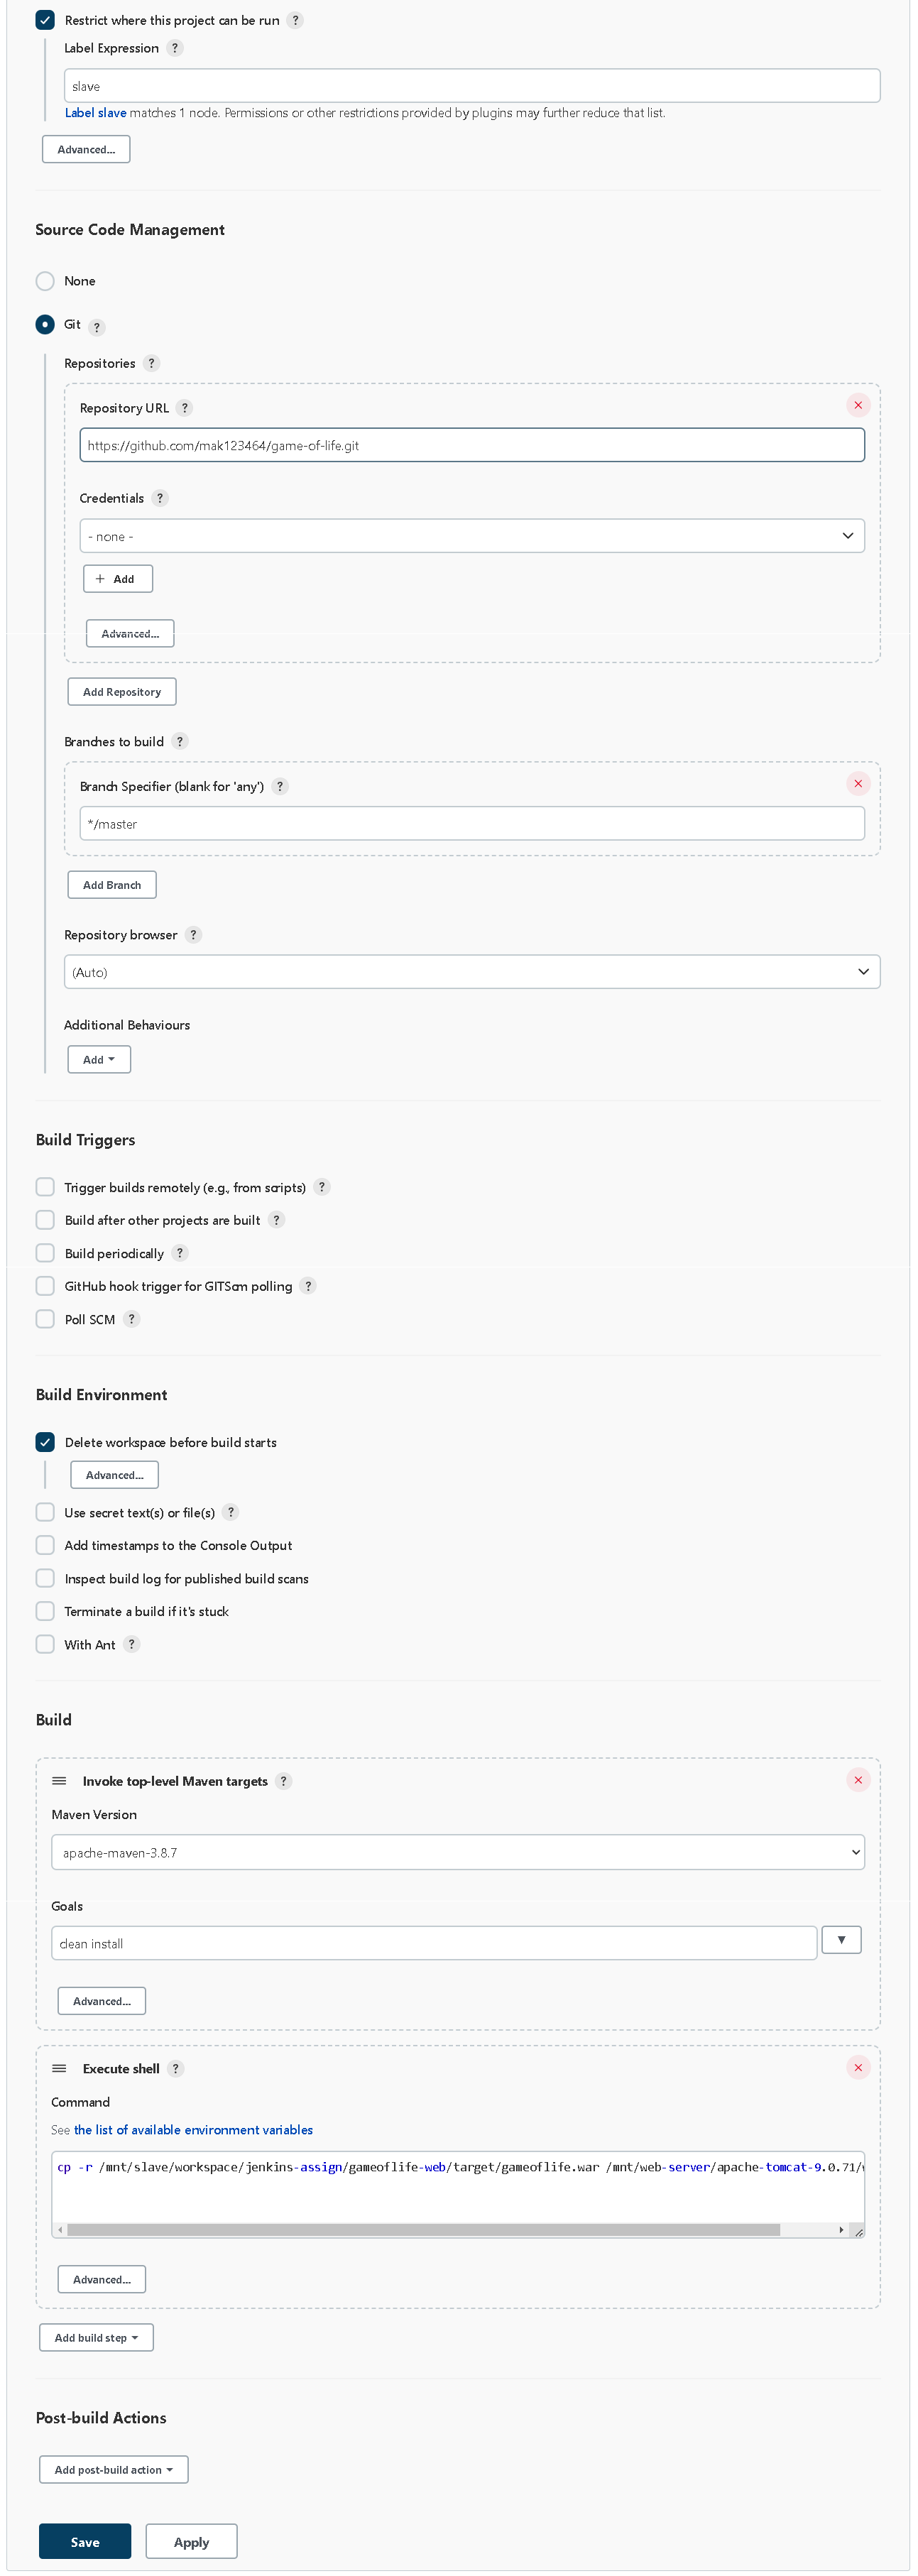 Restrict where this project can be run ?
Label Expression ?
slave
Label slave matches 1 node. Permissions or other restrictions provided by plugins may further reduce that list.
Advanced...
Source Code Management
None
Git ?
Repositories ?
Repository URL ?
https://github.com/mak123464/game-of-life.git
Credentials ?
- none -
+ Add
Advanced...
Add Repository
Branches to build ?
Branch Specifier (blank for 'any') ?
*/master
Add Branch
Repository browser ?
(Auto)
Additional Behaviours
Add
Build Triggers
Trigger builds remotely (e.g., from scripts) ?
Build after other projects are built ?
Build periodically ?
GitHub hook trigger for GITScm polling ?
Poll SCM ?
Build Environment
Delete workspace before build starts
Advanced...
Use secret text(s) or file(s) ?
Add timestamps to the Console Output
Inspect build log for published build scans
Terminate a build if it's stuck
With Ant ?
Build
Invoke top-level Maven targets ?
Maven Version
apache-maven-3.8.7
Goals
clean install
Advanced...
Execute shell ?
Command
See the list of available environment variables
cp -r /mnt/slave/workspace/jenkins-assign/gameoflife-web/target/gameoflife.war /mnt/web-server/apache-tomcat-9.0.71/
Advanced...
Add build step
Post-build Actions
Add post-build action
Save
Apply